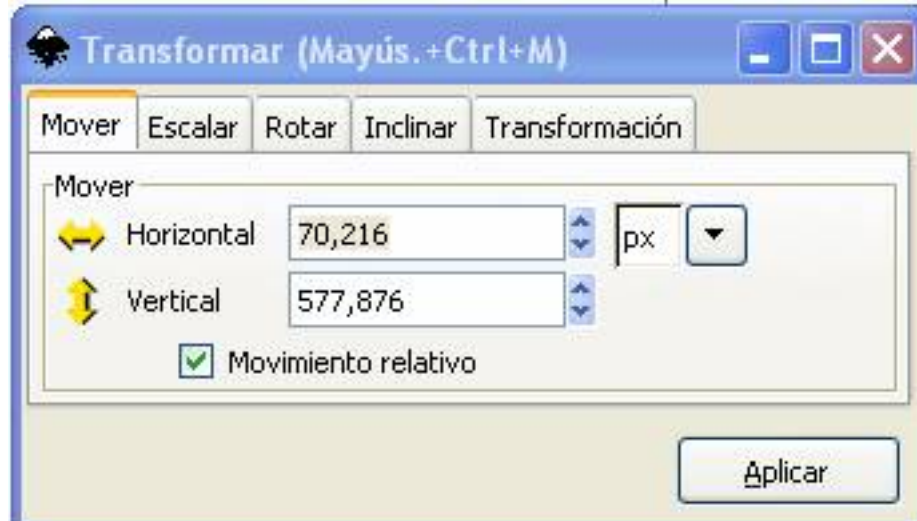 Transformar (Mayús.+Ctrl+M)
Mover Escalar Rotar Inclinar Transformación
Mover
Horizontal 70,216 px
Vertical 577,876
Movimiento relativo
Aplicar